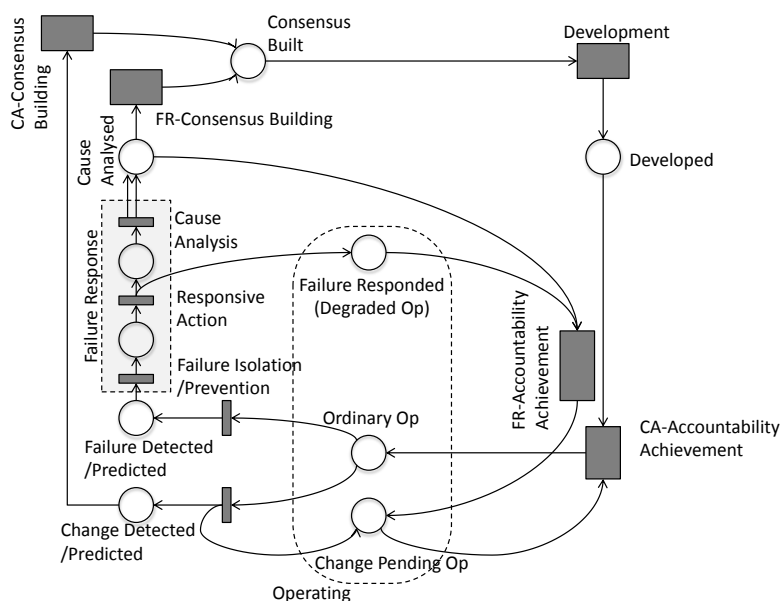 Consensus
Built
Development
CA-Consensus
Building
FR-Consensus Building
Cause
Analysed
Developed
Cause
Analysis
Failure Response
Failure Responded
(Degraded Op)
Responsive
Action
FR-Accountability
Achievement
Failure Isolation
/Prevention
Ordinary Op
CA-Accountability
Achievement
Failure Detected
/Predicted
Change Detected
/Predicted
Change Pending Op
Operating